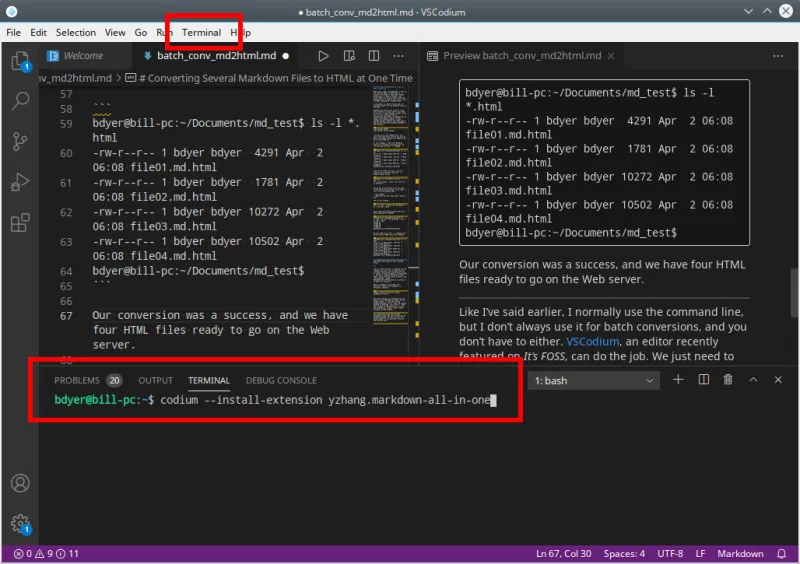 batch_conv_md2html.md - VSCodium
File Edit Selection View Go Run Terminal Help
Welcome
batch_conv_md2html.md
Preview batch_conv_md2html.md
nv_md2html.md > # Converting Several Markdown Files to HTML at One Time
57
58 ```
59 bdyer@bill-pc:~/Documents/md_test$ ls -l *.
html
60 -rw-r--r-- 1 bdyer bdyer 4291 Apr 2
06:08 file01.md.html
61 -rw-r--r-- 1 bdyer bdyer 1781 Apr 2
06:08 file02.md.html
62 -rw-r--r-- 1 bdyer bdyer 10272 Apr 2
06:08 file03.md.html
63 -rw-r--r-- 1 bdyer bdyer 10502 Apr 2
06:08 file04.md.html
64 bdyer@bill-pc:~/Documents/md_test$
65 ```
66
67 Our conversion was a success, and we have
four HTML files ready to go on the Web
server.
68
bdyer@bill-pc:~/Documents/md_test$ ls -l
*.html
-rw-r--r-- 1 bdyer bdyer 4291 Apr 2 06:08
file01.md.html
-rw-r--r-- 1 bdyer bdyer 1781 Apr 2 06:08
file02.md.html
-rw-r--r-- 1 bdyer bdyer 10272 Apr 2 06:08
file03.md.html
-rw-r--r-- 1 bdyer bdyer 10502 Apr 2 06:08
file04.md.html
bdyer@bill-pc:~/Documents/md_test$
Our conversion was a success, and we have four HTML
files ready to go on the Web server.
Like I've said earlier, I normally use the command line,
but I don't always use it for batch conversions, and you
don't have to either. VSCodium, an editor recently
featured on It's FOSS, can do the job. We just need to
PROBLEMS 20 OUTPUT TERMINAL DEBUG CONSOLE
1: bash
bdyer@bill-pc:~$ codium --install-extension yzhang.markdown-all-in-one
1
1
0 9 11
Ln 67, Col 30 Spaces: 4 UTF-8 LF Markdown